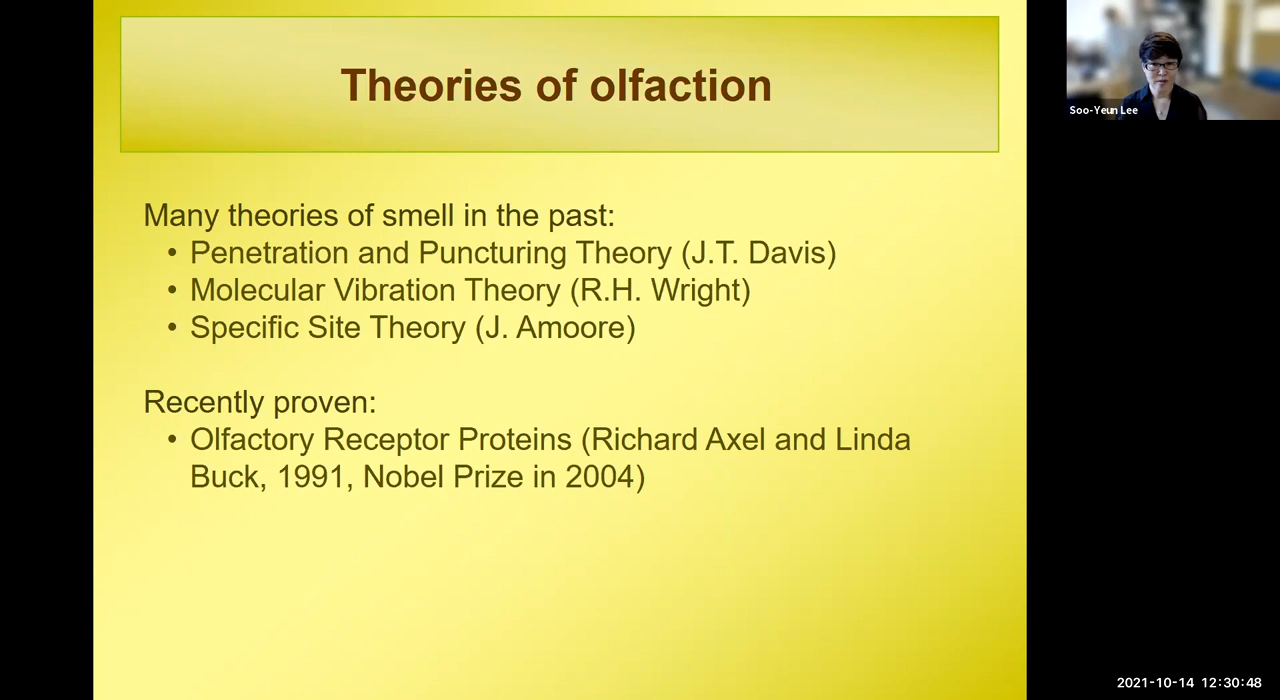 Theories of olfaction
Soo-Yeun Lee
Many theories of smell in the past:
• Penetration and Puncturing Theory (J.T. Davis)
• Molecular Vibration Theory (R.H. Wright)
• Specific Site Theory (J. Amoore)
Recently proven:
• Olfactory Receptor Proteins (Richard Axel and Linda
Buck, 1991, Nobel Prize in 2004)
2021-10-14 12:30:48